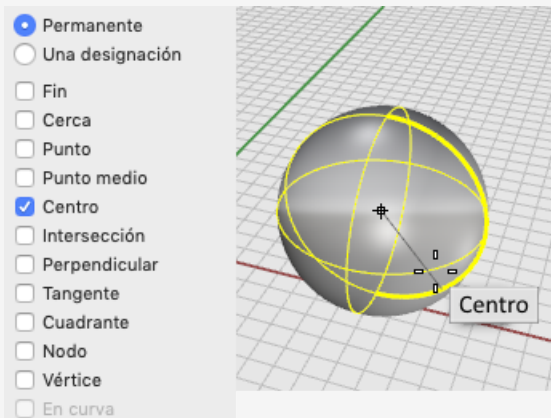 Permanente
Una designación
Fin
Cerca
Punto
Punto medio
Centro
Intersección
Perpendicular
Tangente
Cuadrante
Nodo
Vértice
En curva
Centro